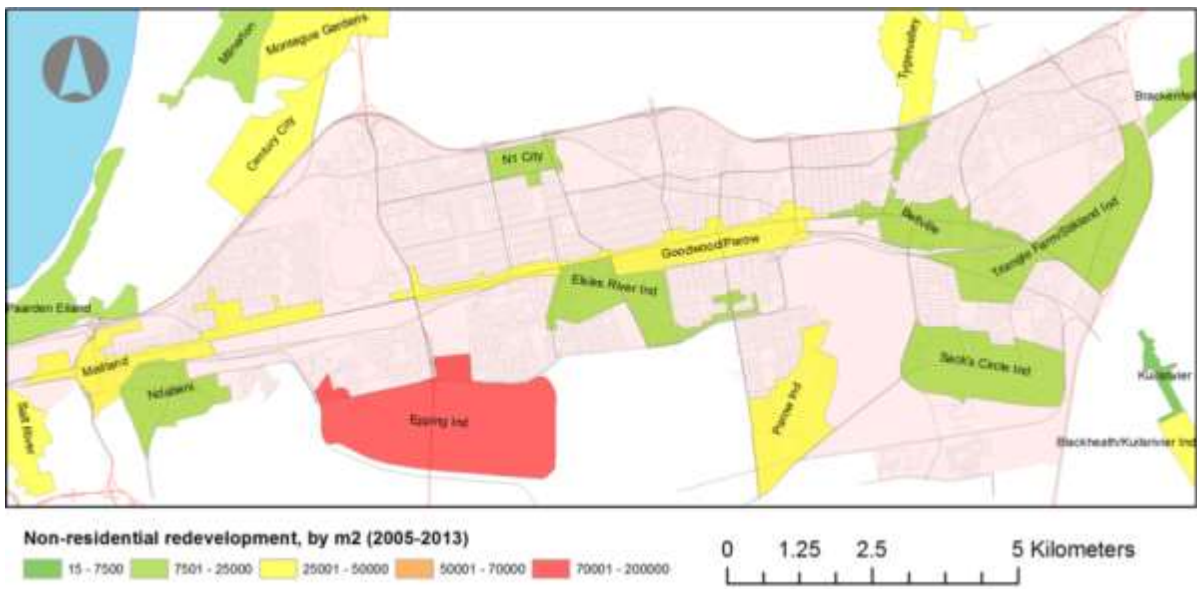 Milnerton
Montague Gardens
Tygervalley
Brackenfell
Century City
N1 City
Bellville
Goodwood/Parow
Triangle Farm/Stikland Ind
Elsies River Ind
Paarden Eiland
Maitland
Ndabeni
Sack's Circle Ind
Kuilsrivier
Parow Ind
Epping Ind
Salt River
Blackheath/Kuilsrivier Ind
Non-residential redevelopment, by m2 (2005-2013)
15 - 7500 7501 - 25000 25001 - 50000 50001 - 70000 70001 - 200000
0 1.25 2.5 5 Kilometers